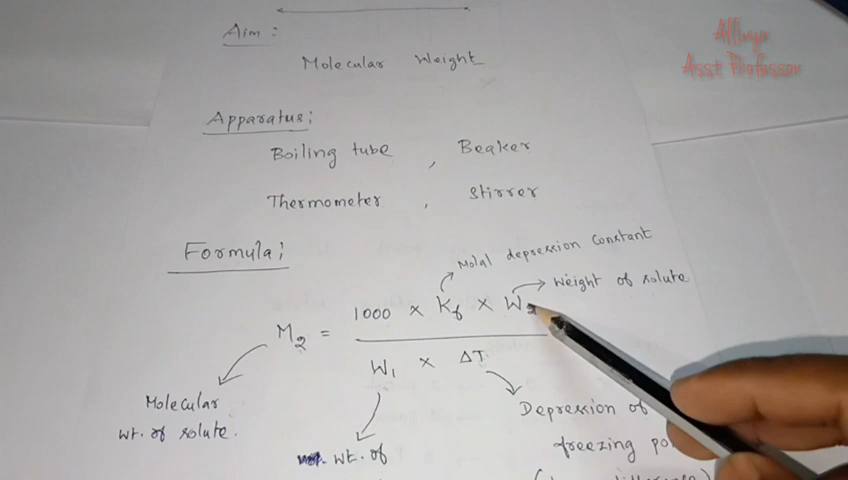 Alluya
Asst Professor
Aim :
Molecular Weight
Apparatus :
Boiling tube , Beaker
Thermometer , Stirrer
Formula :
Molal depression constant
Weight of solute
M2 = 1000 × Kf × W2
W1 × ΔT
Molecular
wt. of solute.
Depression of
freezing po
wt. of